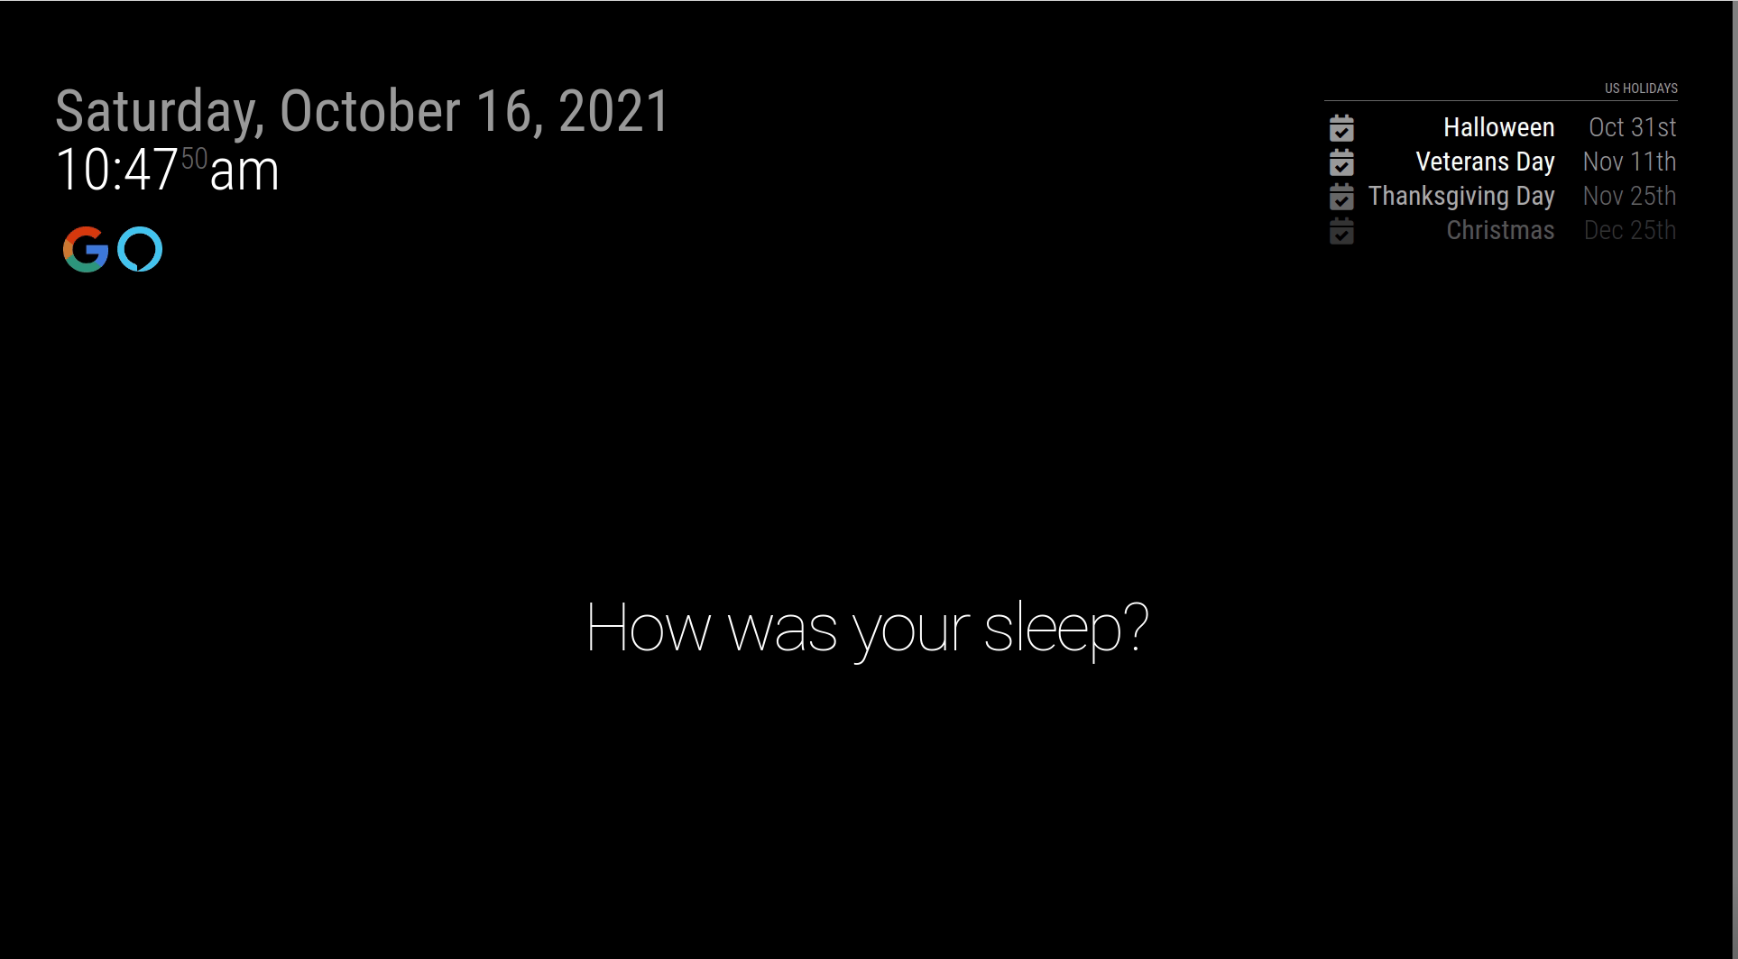 Saturday, October 16, 2021
10:47 50 am
US HOLIDAYS
Halloween Oct 31st
Veterans Day Nov 11th
Thanksgiving Day Nov 25th
Christmas Dec 25th
How was your sleep?